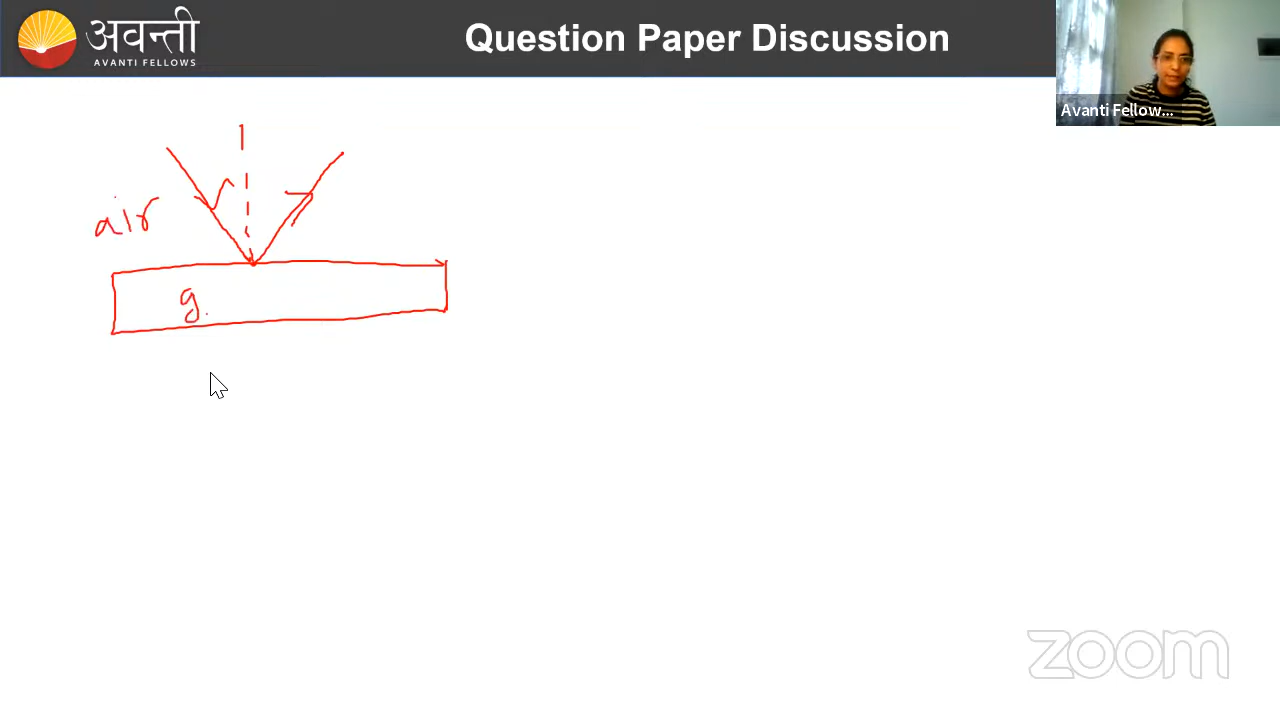 अवन्ती
AVANTI FELLOWS
Question Paper Discussion
Avanti Fellow...
air
g.
zoom